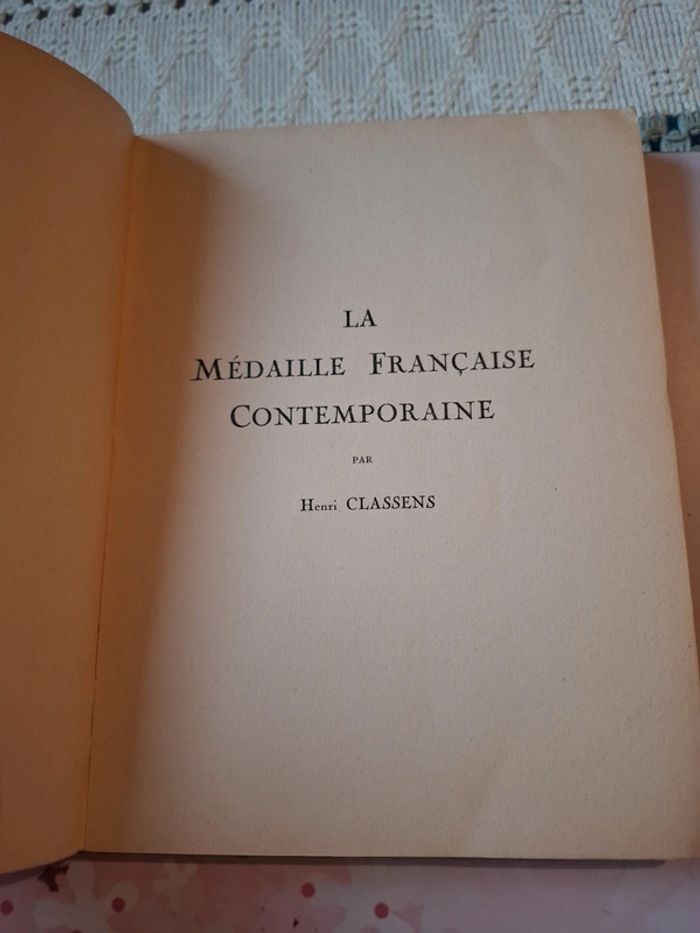 LA
MÉDAILLE FRANÇAISE
CONTEMPORAINE
PAR
Henri CLASSENS